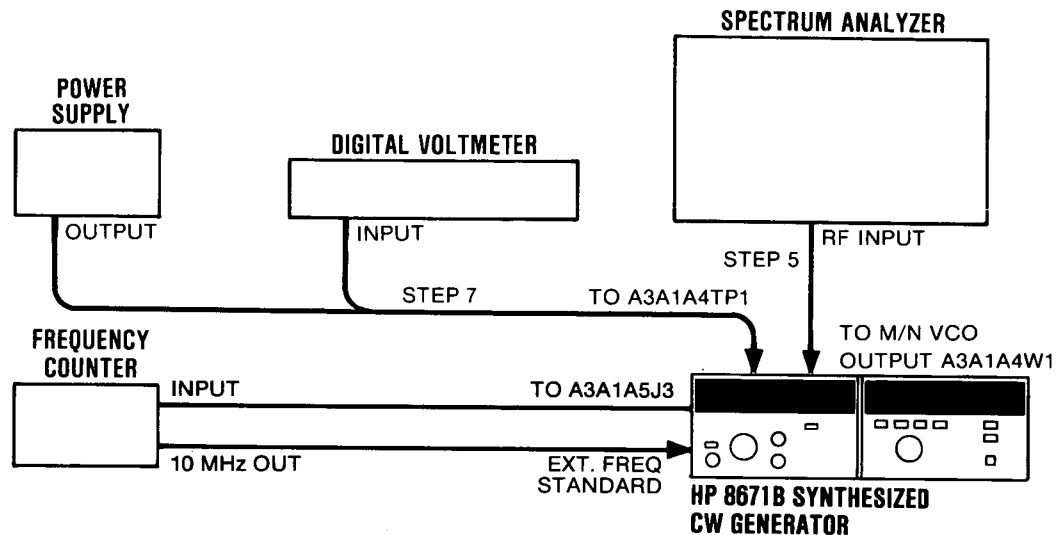 SPECTRUM ANALYZER
POWER
SUPPLY
DIGITAL VOLTMETER
OUTPUT
INPUT
RF INPUT
STEP 5
STEP 7
TO A3A1A4TP1
TO M/N VCO
OUTPUT A3A1A4W1
FREQUENCY
COUNTER
INPUT
TO A3A1A5J3
10 MHz OUT
EXT. FREQ
STANDARD
HP 8671B SYNTHESIZED
CW GENERATOR